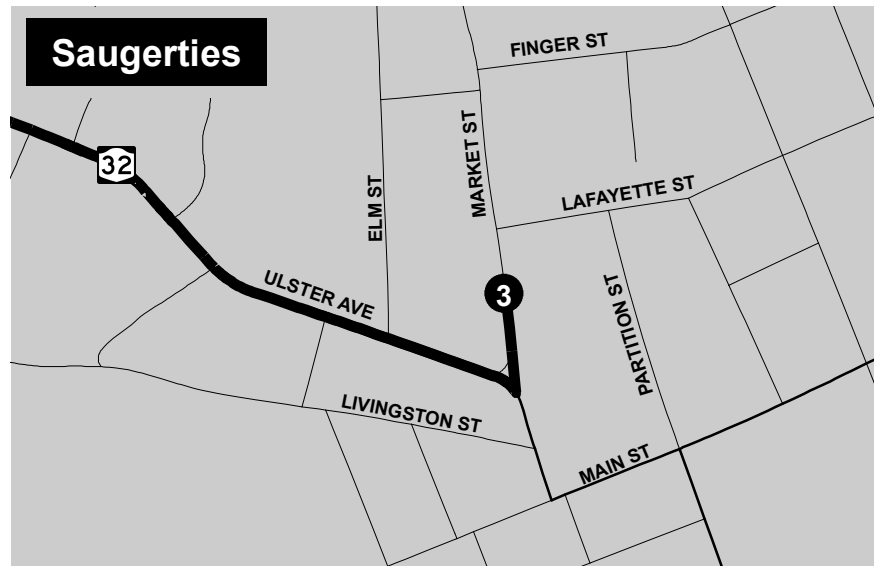 Saugerties
FINGER ST
MARKET ST
32
LAFAYETTE ST
ELM ST
ULSTER AVE
3
PARTITION ST
LIVINGSTON ST
MAIN ST